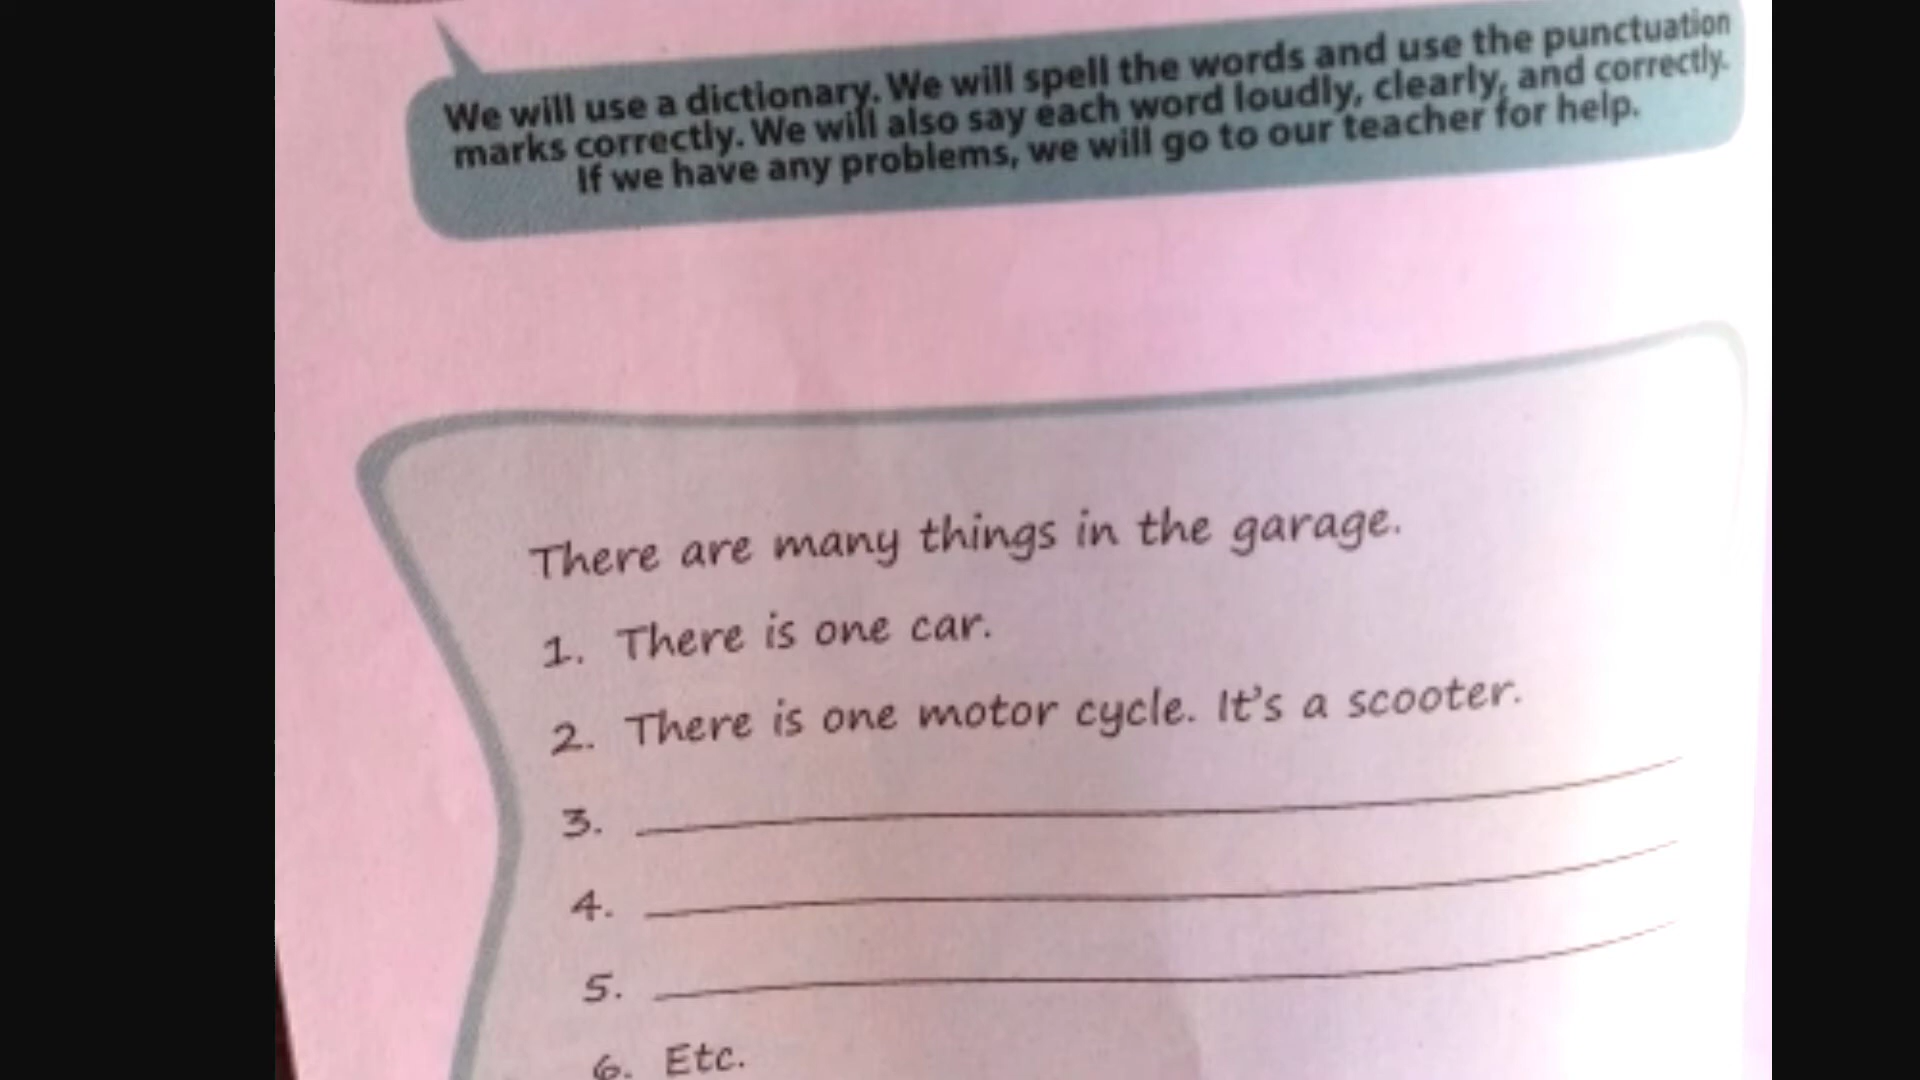 We will use a dictionary. We will spell the words and use the punctuation
marks correctly. We will also say each word loudly, clearly, and correctly.
If we have any problems, we will go to our teacher for help.
There are many things in the garage.
1. There is one car.
2. There is one motor cycle. It's a scooter.
3.
4.
5.
6. Etc.